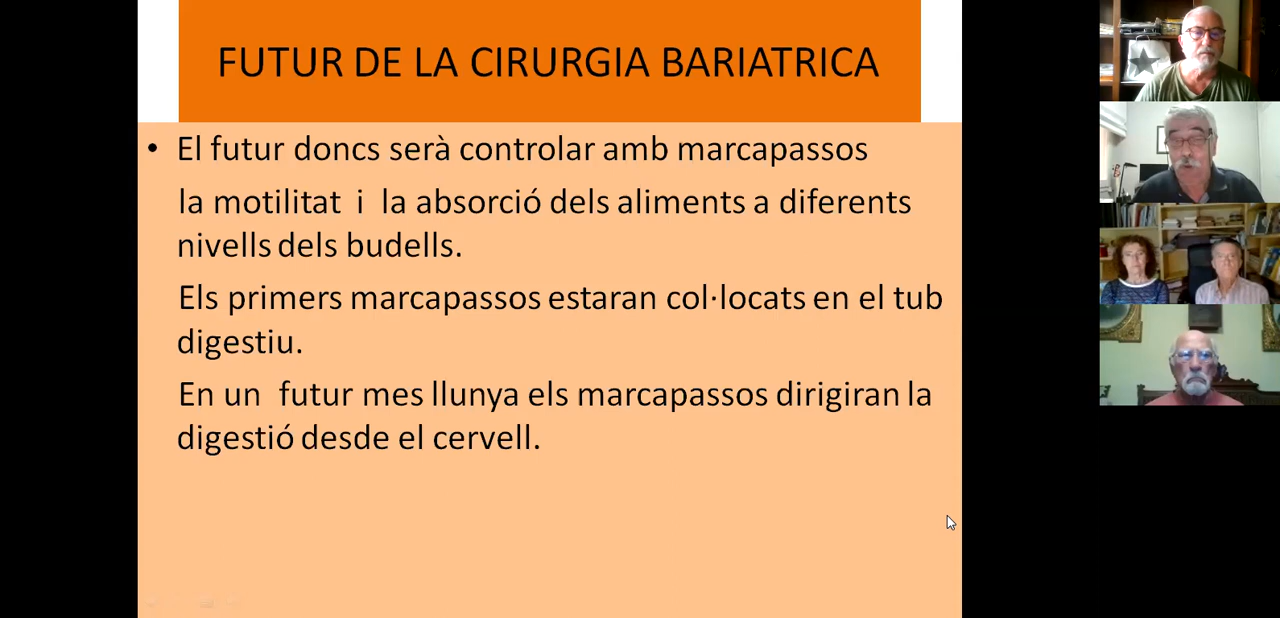 FUTUR DE LA CIRURGIA BARIATRICA
• El futur doncs serà controlar amb marcapassos
la motilitat i la absorció dels aliments a diferents
nivells dels budells.
Els primers marcapassos estaran col·locats en el tub
digestiu.
En un futur mes llunya els marcapassos dirigiran la
digestió desde el cervell.